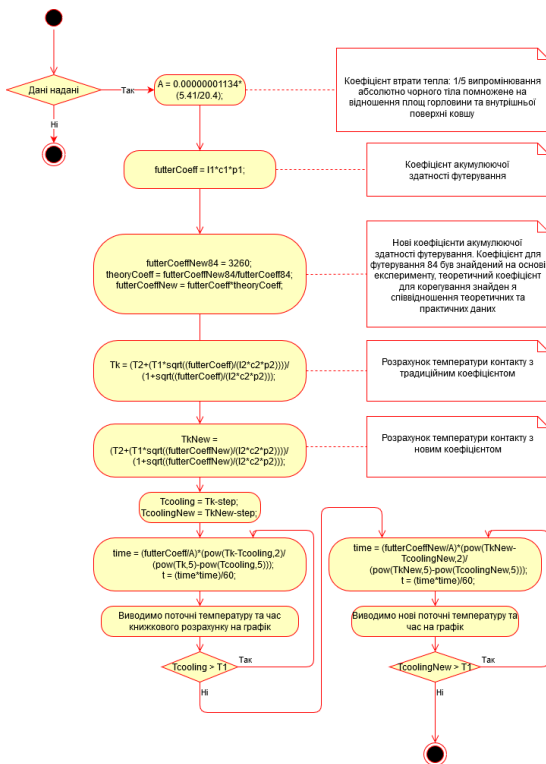 Дані надані
Так
Ні
A = 0.00000001134*
(5.41/20.4);
Коефіцієнт втрати тепла: 1/5 випромінювання
абсолютно чорного тіла помножене на
відношення площ горловини та внутрішньої
поверхні ковшу
futterCoeff = l1*c1*p1;
Коефіцієнт акумулюючої
здатності футерування
futterCoeffNew84 = 3260;
theoryCoeff = futterCoeffNew84/futterCoeff84;
futterCoeffNew = futterCoeff*theoryCoeff;
Нові коефіцієнти акумулюючої
здатності футерування. Коефіцієнт для
футерування 84 був знайдений на основі
експерименту, теоретичний коефіцієнт
для корегування знайден я
співвідношення теоретичних та
практичних даних
Tk = (T2+(T1*sqrt((futterCoeff)/(l2*c2*p2))))/
(1+sqrt((futterCoeff)/(l2*c2*p2)));
Розрахунок температури контакту з
традиційним коефіцієнтом
TkNew =
(T2+(T1*sqrt((futterCoeffNew)/(l2*c2*p2))))/
(1+sqrt((futterCoeffNew)/(l2*c2*p2)));
Розрахунок температури контакту з
новим коефіцієнтом
Tcooling = Tk-step;
TcoolingNew = TkNew-step;
time = (futterCoeff/A)*(pow(Tk-Tcooling,2)/
(pow(Tk,5)-pow(Tcooling,5)));
t = (time*time)/60;
Виводимо поточні температуру та час
книжкового розрахунку на графік
Tcooling > T1
Так
Ні
time = (futterCoeffNew/A)*(pow(TkNew-
TcoolingNew,2)/
(pow(TkNew,5)-pow(TcoolingNew,5)));
t = (time*time)/60;
Виводимо нові поточні температуру та
час на графік
TcoolingNew > T1
Так
Ні